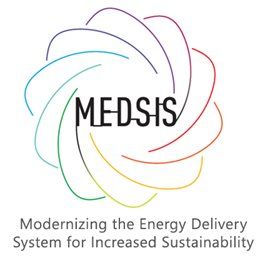 MEDSIS
Modernizing the Energy Delivery
System for Increased Sustainability